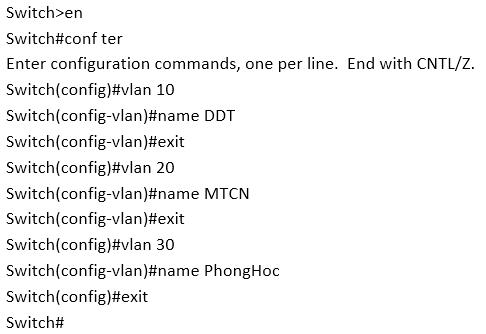 Switch>en
Switch#conf ter
Enter configuration commands, one per line.  End with CNTL/Z.
Switch(config)#vlan 10
Switch(config-vlan)#name DDT
Switch(config-vlan)#exit
Switch(config)#vlan 20
Switch(config-vlan)#name MTCN
Switch(config-vlan)#exit
Switch(config)#vlan 30
Switch(config-vlan)#name PhongHoc
Switch(config)#exit
Switch#